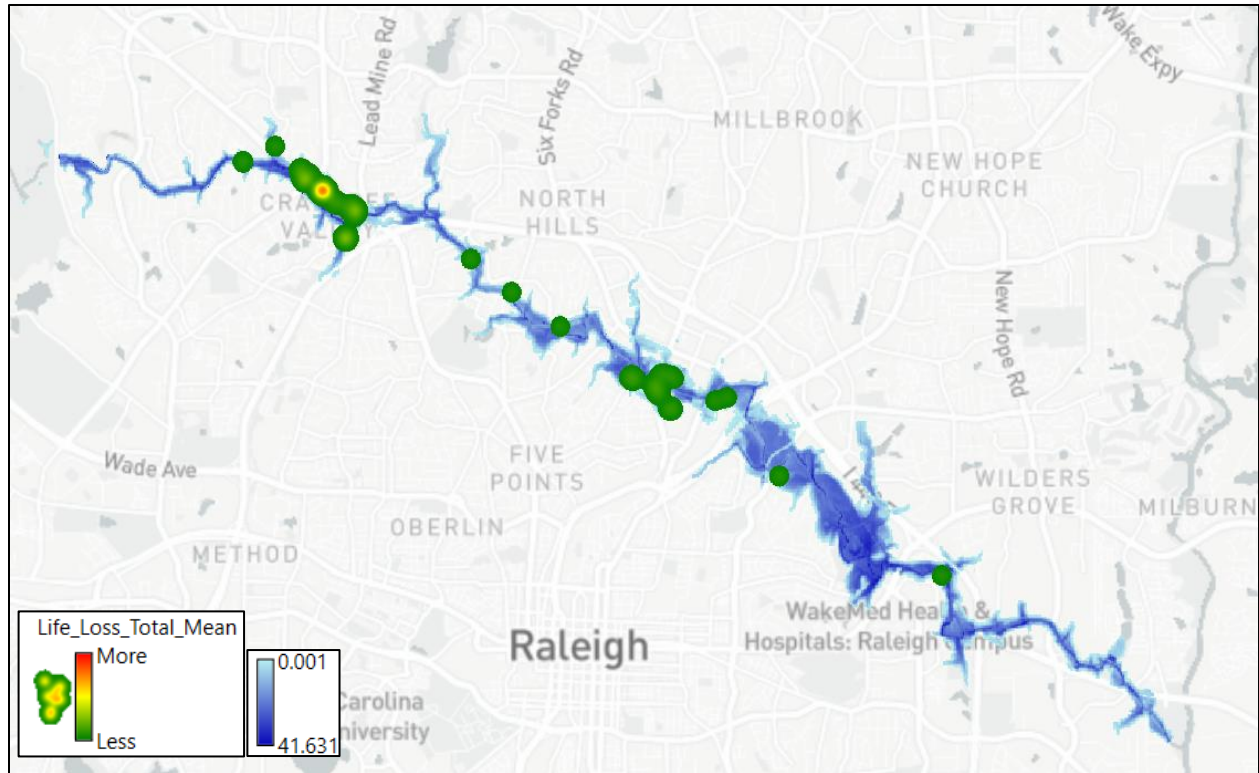 Wake Expy
Lead Mine Rd
Six Forks Rd
MILLBROOK
NEW HOPE
CHURCH
NORTH
HILLS
VALLEY
New Hope Rd
FIVE
POINTS
Wade Ave
WILDERS
GROVE
MILBURN
OBERLIN
METHOD
WakeMed Health &
Hospitals: Raleigh Campus
Raleigh
Carolina
University
Life_Loss_Total_Mean
More
Less
0.001
41.631